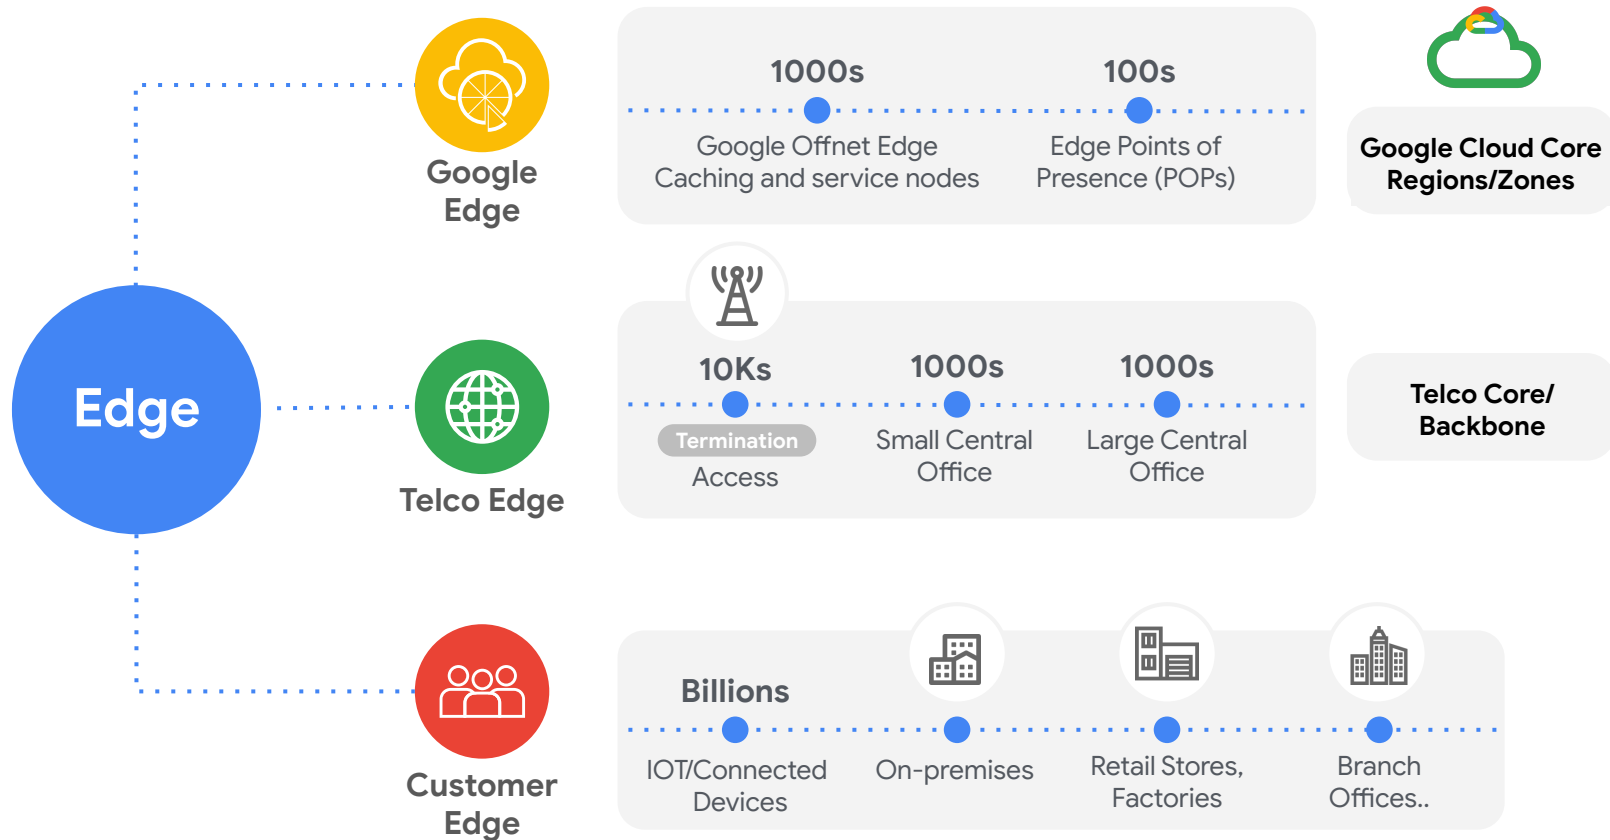 Edge
Google
Edge
1000s
Google Offnet Edge
Caching and service nodes
100s
Edge Points of
Presence (POPs)
Google Cloud Core
Regions/Zones
Telco Edge
10Ks
Termination
Access
1000s
Small Central
Office
1000s
Large Central
Office
Telco Core/
Backbone
Customer
Edge
Billions
IOT/Connected
Devices
On-premises
Retail Stores,
Factories
Branch
Offices..